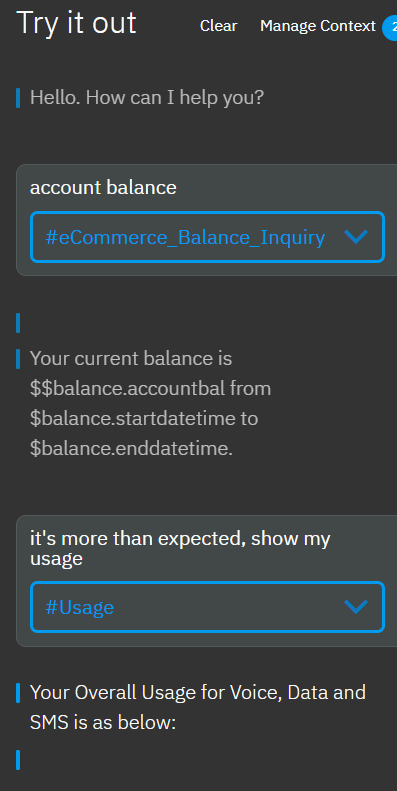 Try it out Clear Manage Context 2
Hello. How can I help you?
account balance
#eCommerce_Balance_Inquiry
Your current balance is
$$balance.accountbal from
$balance.startdatetime to
$balance.enddatetime.
it's more than expected, show my
usage
#Usage
Your Overall Usage for Voice, Data and
SMS is as below: